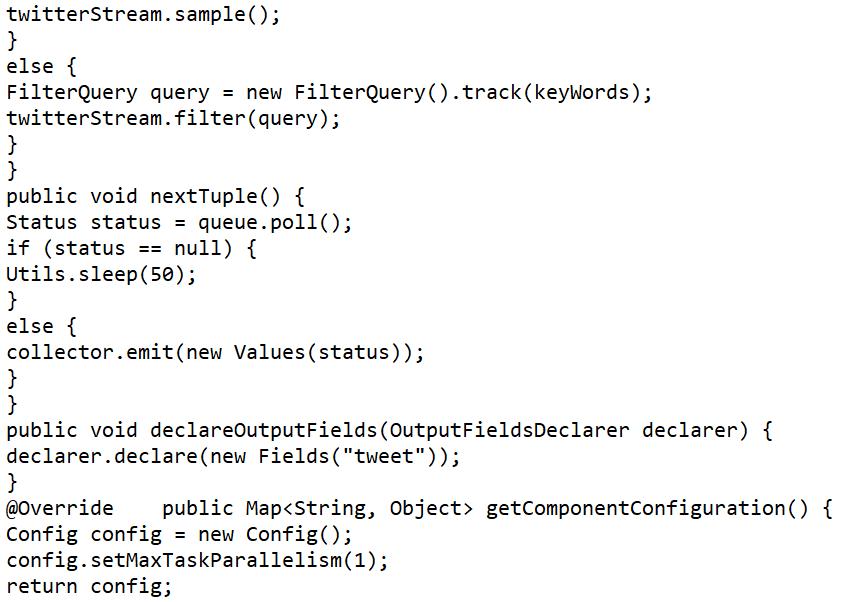 twitterStream.sample();
}
else {
FilterQuery query = new FilterQuery().track(keyWords);
twitterStream.filter(query);
}
}
public void nextTuple() {
Status status = queue.poll();
if (status == null) {
Utils.sleep(50);
}
else {
collector.emit(new Values(status));
}
}
public void declareOutputFields(OutputFieldsDeclarer declarer) {
declarer.declare(new Fields("tweet"));
}
@Override    public Map<String, Object> getComponentConfiguration() {
Config config = new Config();
config.setMaxTaskParallelism(1);
return config;